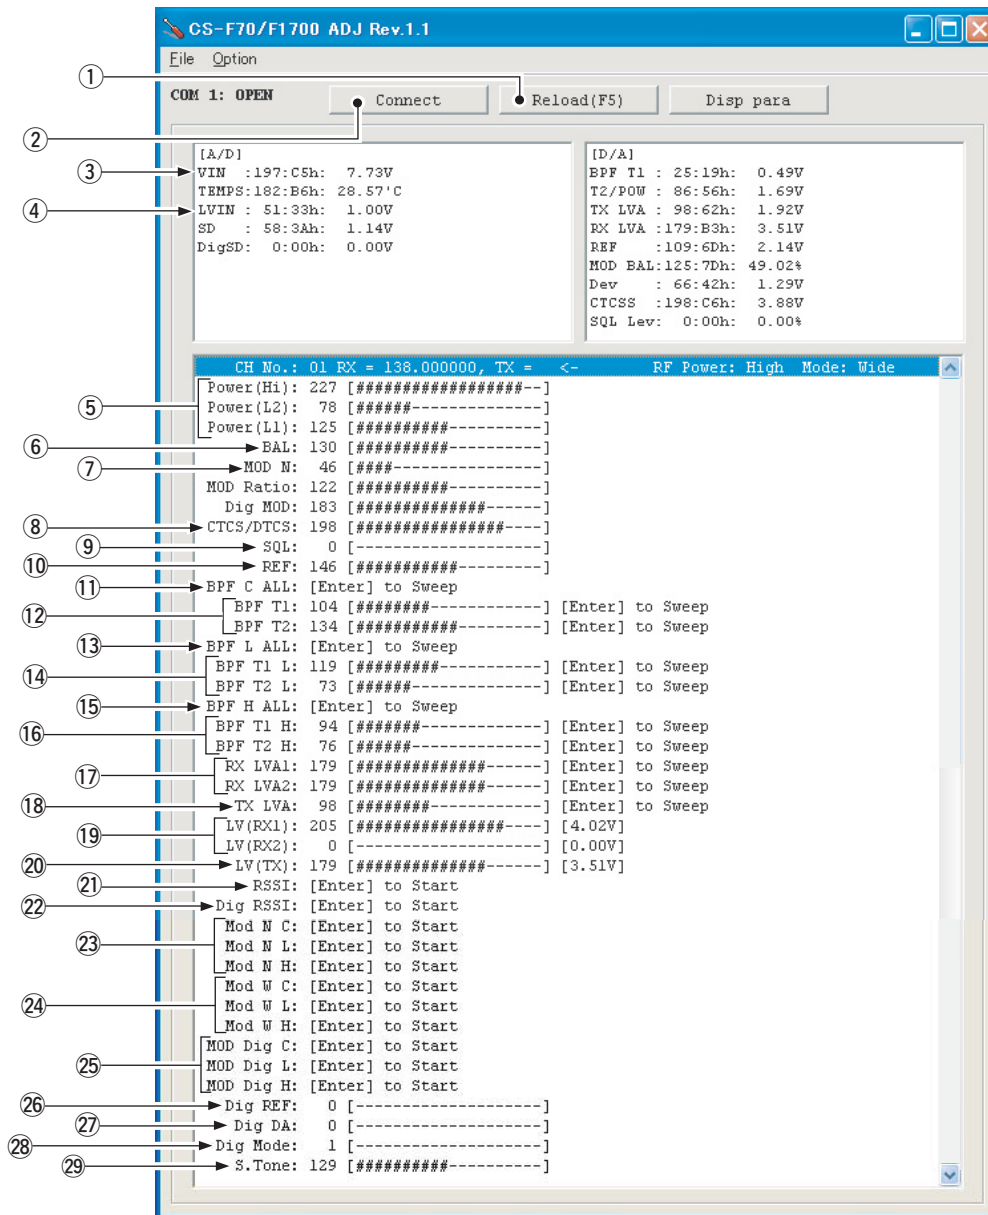 CS-F70/F1700 ADJ Rev.1.1
File Option
COM 1: OPEN Connect Reload(F5) Disp para
① ② ③ ④
[A/D]
VIN :197:C5h: 7.73V
TEMPS:182:B6h: 28.57'C
LVIN : 51:33h: 1.00V
SD : 58:3Ah: 1.14V
DigSD: 0:00h: 0.00V
[D/A]
BPF T1 : 25:19h: 0.49V
T2/POW : 86:56h: 1.69V
TX LVA : 98:62h: 1.92V
RX LVA :179:B3h: 3.51V
REF :109:6Dh: 2.14V
MOD BAL:125:7Dh: 49.02%
Dev : 66:42h: 1.29V
CTCSS :198:C6h: 3.88V
SQL Lev: 0:00h: 0.00%
CH No.: 01 RX = 138.000000, TX = <- RF Power: High Mode: Wide
Power(Hi): 227 [##################--]
⑤ Power(L2): 78 [######--------------]
Power(L1): 125 [##########----------]
⑥ BAL: 130 [##########----------]
⑦ MOD N: 46 [####----------------]
MOD Ratio: 122 [##########----------]
Dig MOD: 183 [##############------]
⑧ CTCS/DTCS: 198 [################----]
⑨ SQL: 0 [--------------------]
⑩ REF: 146 [###########---------]
⑪ BPF C ALL: [Enter] to Sweep
⑫ BPF T1: 104 [########------------] [Enter] to Sweep
BPF T2: 134 [###########---------] [Enter] to Sweep
⑬ BPF L ALL: [Enter] to Sweep
⑭ BPF T1 L: 119 [#########-----------] [Enter] to Sweep
BPF T2 L: 73 [######--------------] [Enter] to Sweep
⑮ BPF H ALL: [Enter] to Sweep
⑯ BPF T1 H: 94 [#######-------------] [Enter] to Sweep
BPF T2 H: 76 [######--------------] [Enter] to Sweep
⑰ RX LVA1: 179 [##############------] [Enter] to Sweep
RX LVA2: 179 [##############------] [Enter] to Sweep
⑱ TX LVA: 98 [########------------] [Enter] to Sweep
⑲ LV(RX1): 205 [################----] [4.02V]
LV(RX2): 0 [--------------------] [0.00V]
⑳ LV(TX): 179 [##############------] [3.51V]
㉑ RSSI: [Enter] to Start
㉒ Dig RSSI: [Enter] to Start
Mod N C: [Enter] to Start
㉓ Mod N L: [Enter] to Start
Mod N H: [Enter] to Start
Mod W C: [Enter] to Start
㉔ Mod W L: [Enter] to Start
Mod W H: [Enter] to Start
MOD Dig C: [Enter] to Start
㉕ MOD Dig L: [Enter] to Start
MOD Dig H: [Enter] to Start
㉖ Dig REF: 0 [--------------------]
㉗ Dig DA: 0 [--------------------]
㉘ Dig Mode: 1 [--------------------]
㉙ S.Tone: 129 [##########----------]